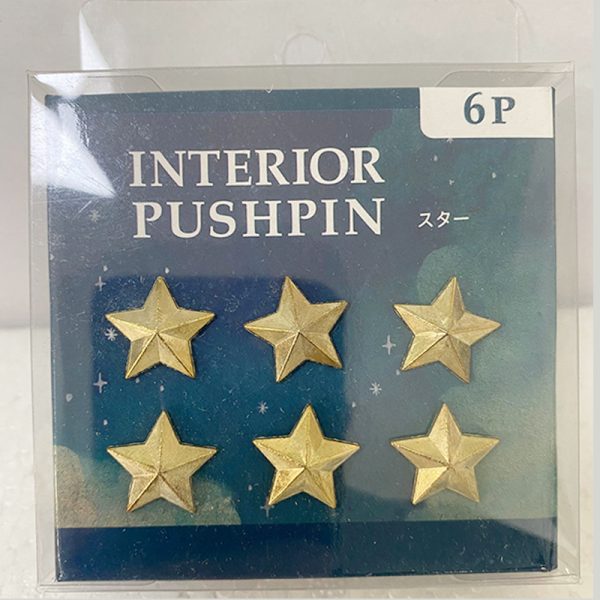 6P
INTERIOR
PUSHPIN スター